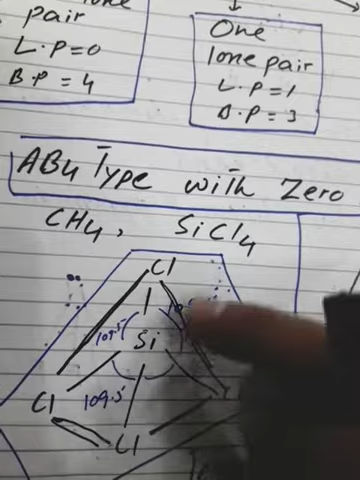 pair
L.P=0
B.P=4
One
lone pair
L.P=1
B.P=3
AB4 Type with Zero
CH4, SiCl4
Cl
109.5
Si
Cl
109.5
Cl